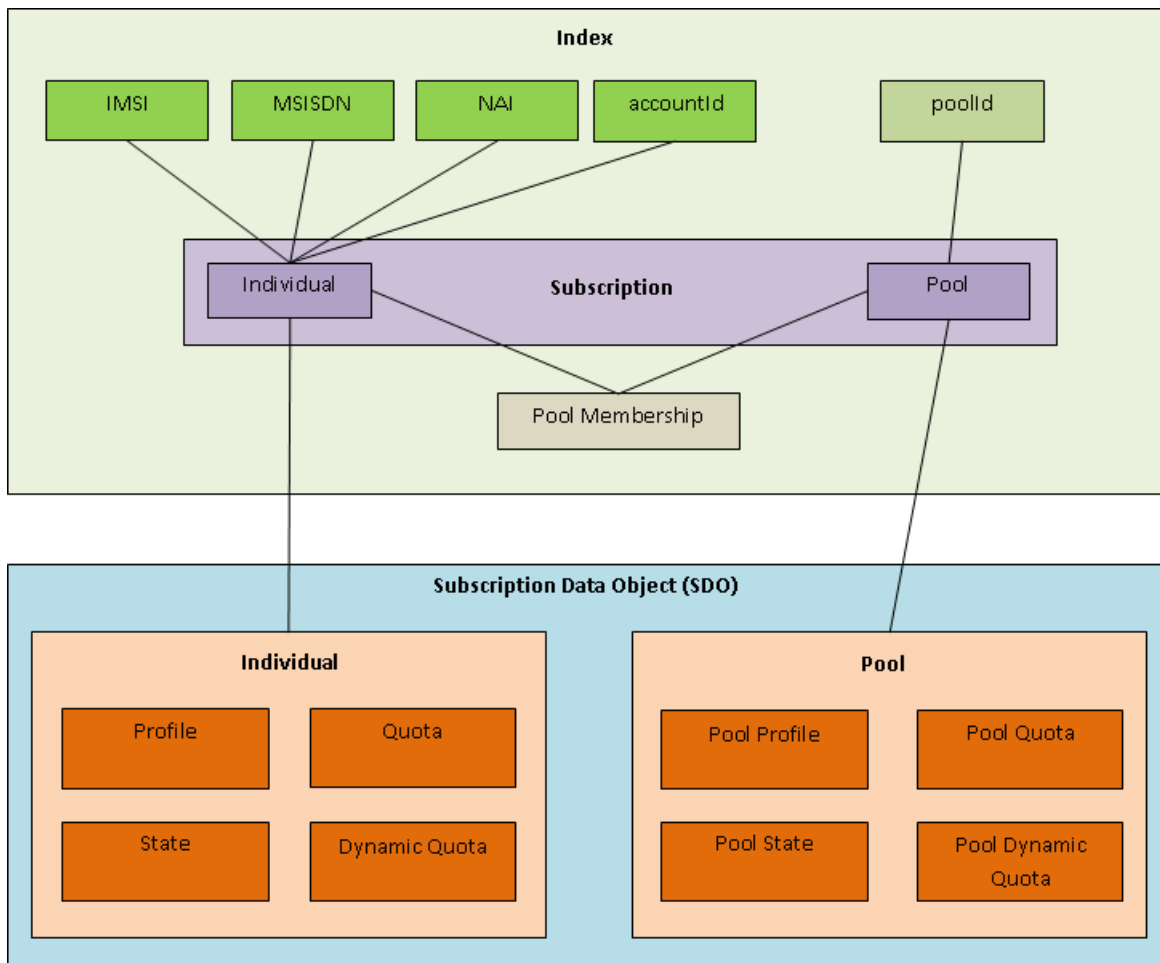 Index
IMSI
MSISDN
NAI
accountId
poolId
Individual
Subscription
Pool
Pool Membership
Subscription Data Object (SDO)
Individual
Profile
Quota
State
Dynamic Quota
Pool
Pool Profile
Pool Quota
Pool State
Pool Dynamic
Quota